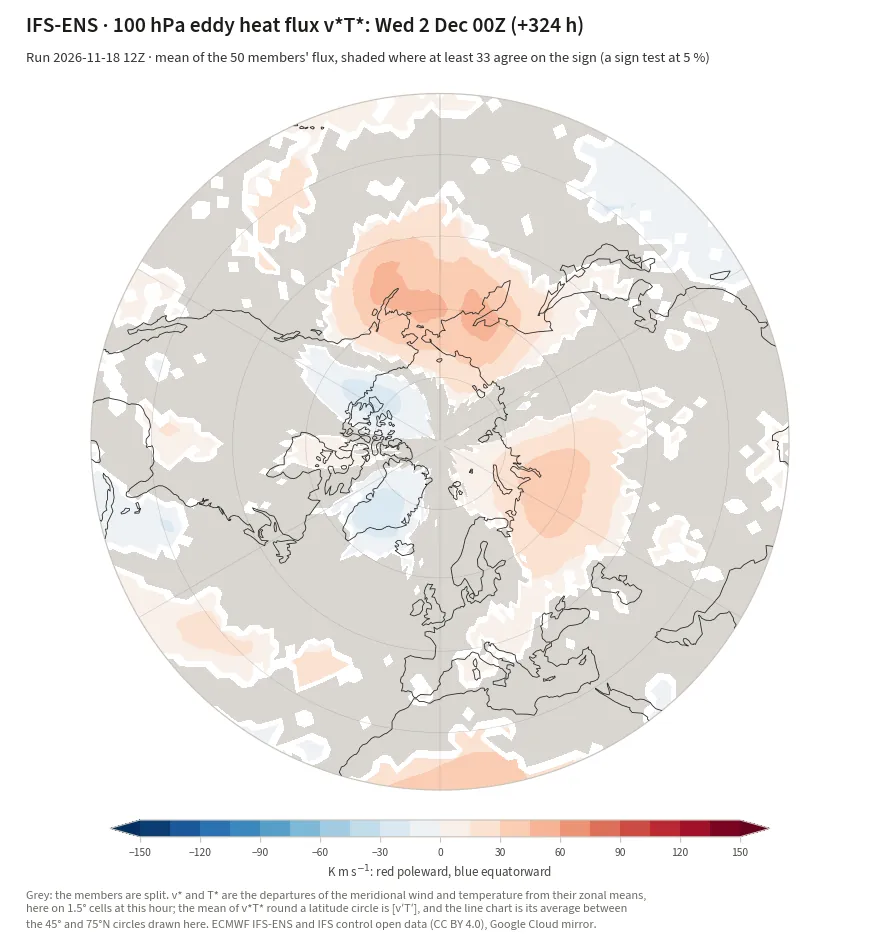 IFS-ENS · 100 hPa eddy heat flux v*T*: Wed 2 Dec 00Z (+324 h)
Run 2026-11-18 12Z · mean of the 50 members' flux, shaded where at least 33 agree on the sign (a sign test at 5 %)
−150 −120 −90 −60 −30 0 30 60 90 120 150
K m s⁻¹: red poleward, blue equatorward
Grey: the members are split. v* and T* are the departures of the meridional wind and temperature from their zonal means,
here on 1.5° cells at this hour; the mean of v*T* round a latitude circle is [v′T′], and the line chart is its average between
the 45° and 75°N circles drawn here. ECMWF IFS-ENS and IFS control open data (CC BY 4.0), Google Cloud mirror.